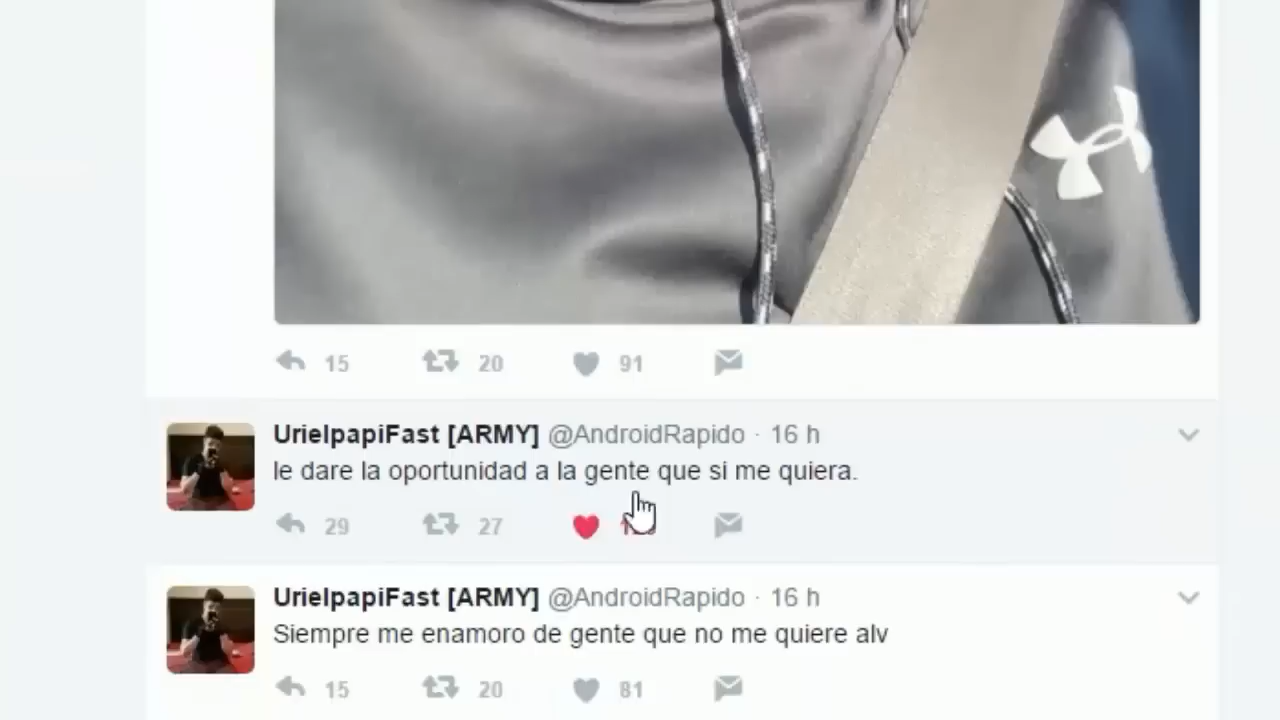 15 20 91
UrielpapiFast [ARMY] @AndroidRapido · 16 h
le dare la oportunidad a la gente que si me quiera.
29 27
UrielpapiFast [ARMY] @AndroidRapido · 16 h
Siempre me enamoro de gente que no me quiere alv
15 20 81